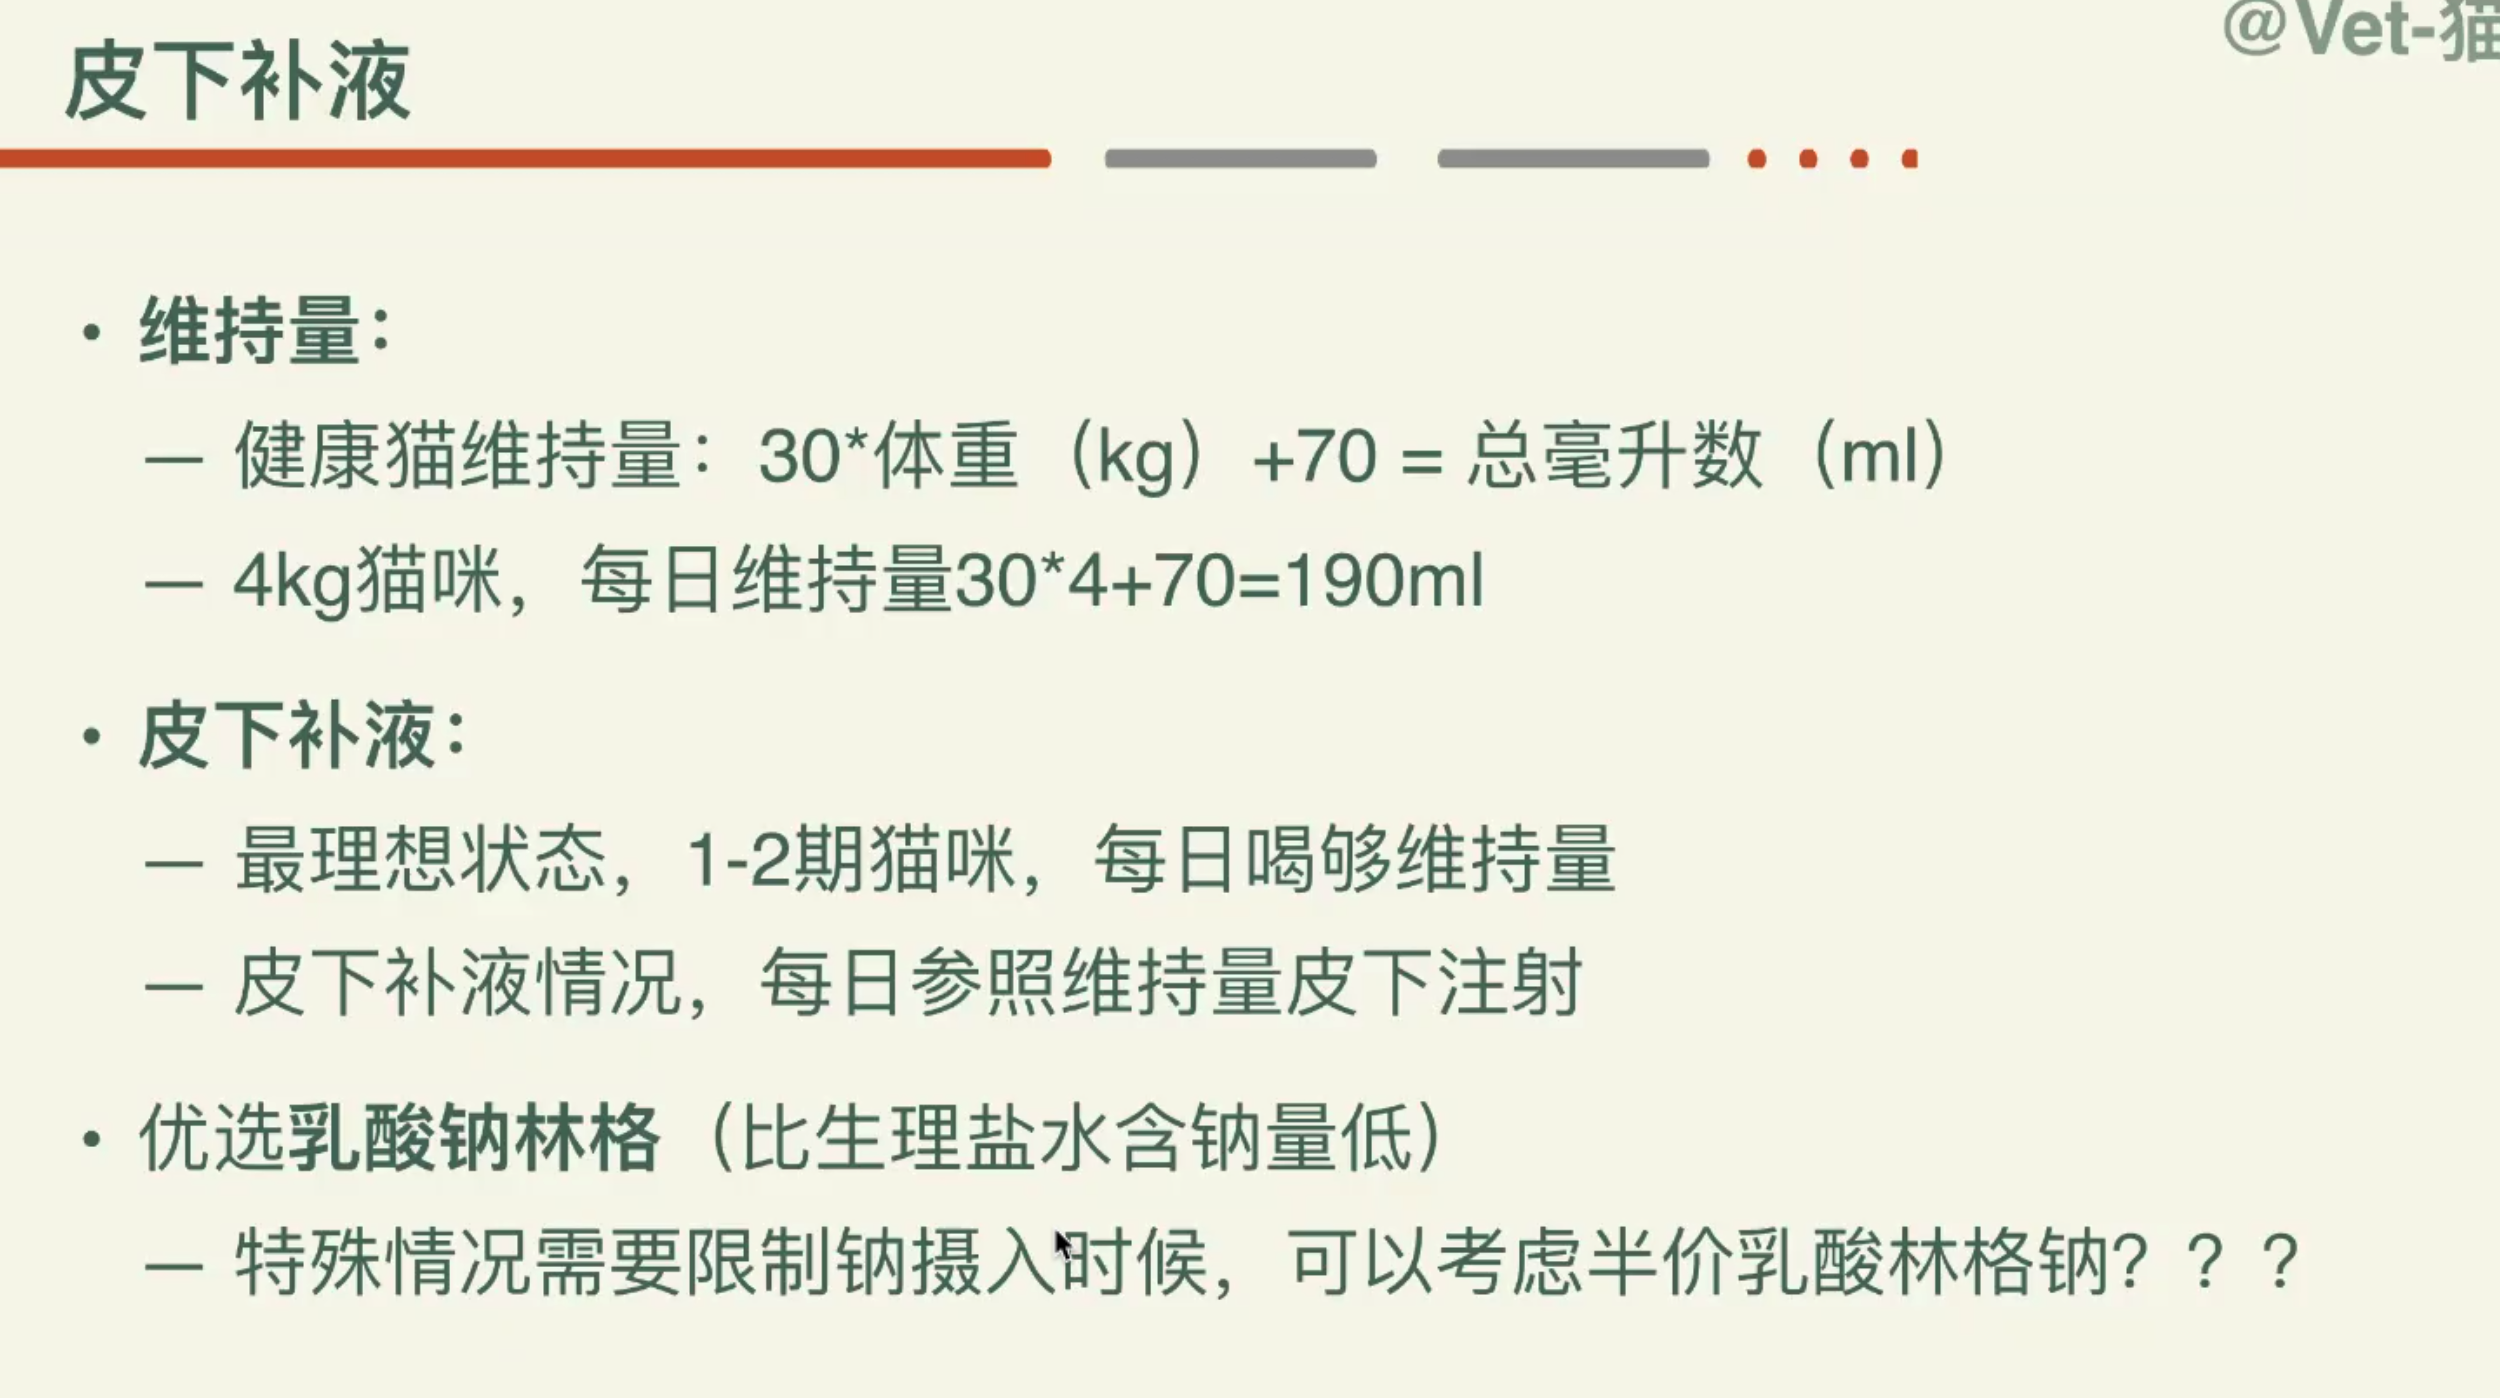 @Vet-猫
皮下补液
• 维持量：
— 健康猫维持量：30*体重（kg）+70 = 总毫升数（ml）
— 4kg猫咪，每日维持量30*4+70=190ml
• 皮下补液：
— 最理想状态，1-2期猫咪，每日喝够维持量
— 皮下补液情况，每日参照维持量皮下注射
• 优选乳酸钠林格（比生理盐水含钠量低）
— 特殊情况需要限制钠摄入时候，可以考虑半价乳酸林格钠？？？